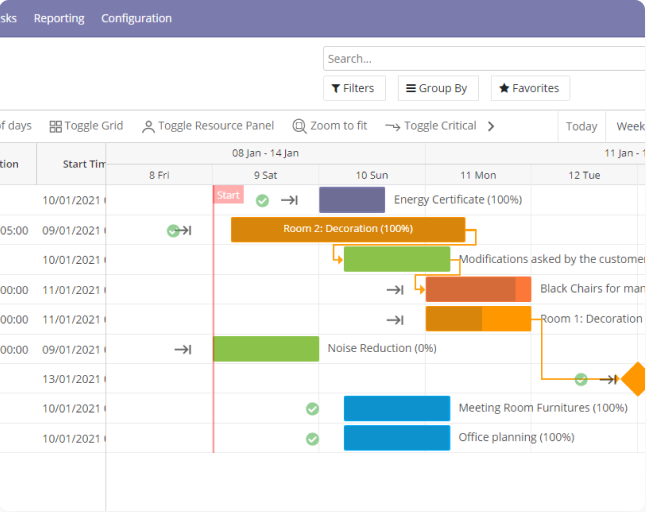 sks Reporting Configuration
Search...
Filters Group By Favorites
of days Toggle Grid Toggle Resource Panel Zoom to fit Toggle Critical Today Week
tion Start Tim 08 Jan - 14 Jan 11 Jan - 1
8 Fri 9 Sat 10 Sun 11 Mon 12 Tue
10/01/2021 Start Energy Certificate (100%)
05:00 09/01/2021 Room 2: Decoration (100%)
10/01/2021 Modifications asked by the customer
00:00 11/01/2021 Black Chairs for man
00:00 11/01/2021 Room 1: Decoration
00:00 09/01/2021 Noise Reduction (0%)
13/01/2021
10/01/2021 Meeting Room Furnitures (100%)
10/01/2021 Office planning (100%)